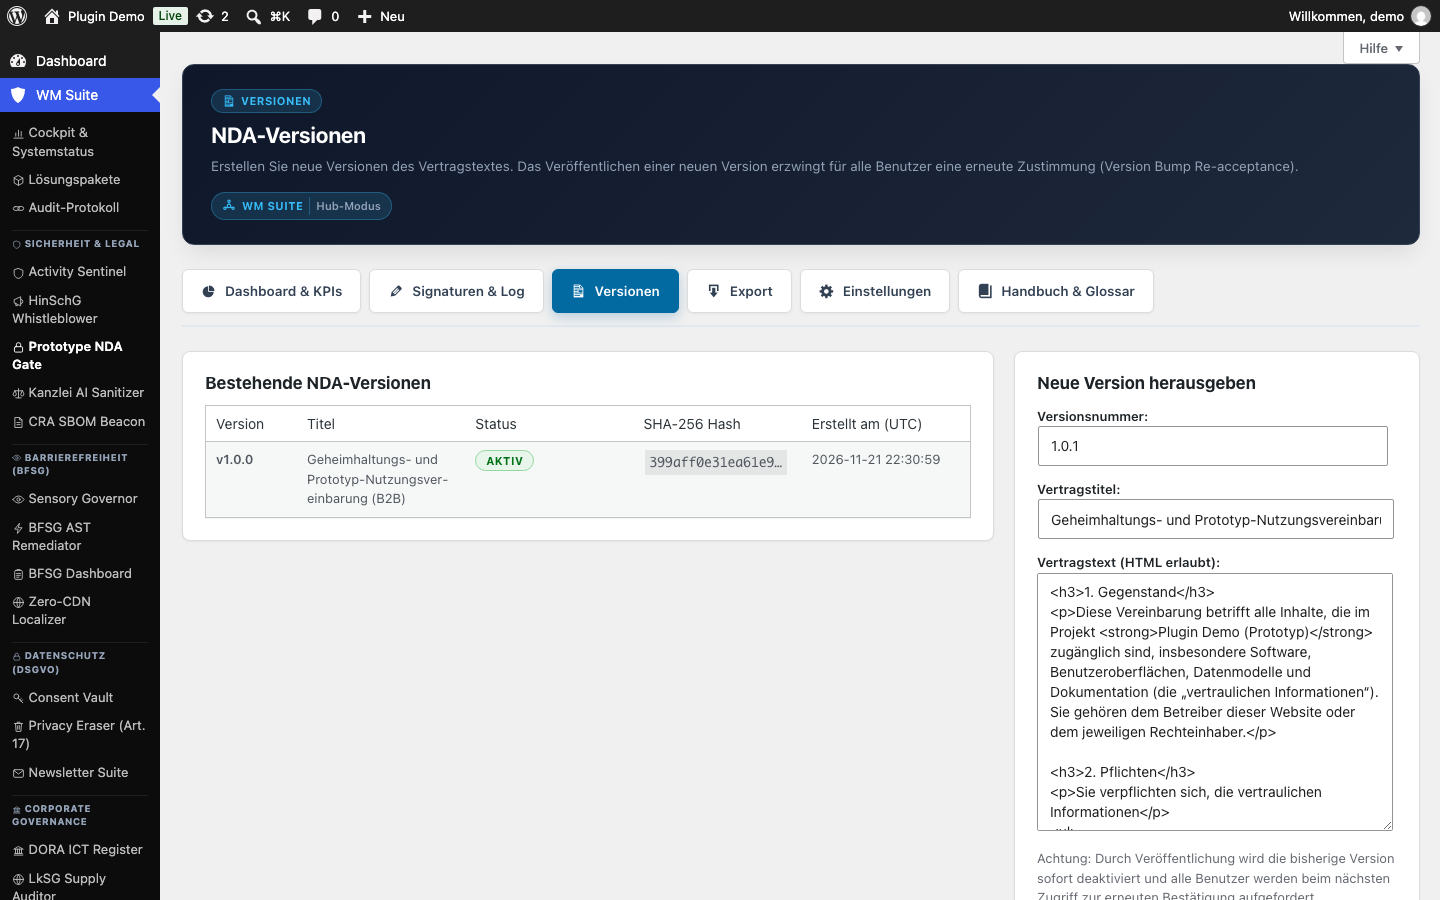 Plugin Demo Live 2 ⌘K 0 Neu
Willkommen, demo
Hilfe
Dashboard
WM Suite
Cockpit &
Systemstatus
Lösungspakete
Audit-Protokoll
SICHERHEIT & LEGAL
Activity Sentinel
HinSchG
Whistleblower
Prototype NDA
Gate
Kanzlei AI Sanitizer
CRA SBOM Beacon
BARRIEREFREIHEIT
(BFSG)
Sensory Governor
BFSG AST
Remediator
BFSG Dashboard
Zero-CDN
Localizer
DATENSCHUTZ
(DSGVO)
Consent Vault
Privacy Eraser (Art.
17)
Newsletter Suite
CORPORATE
GOVERNANCE
DORA ICT Register
LkSG Supply
Auditor
VERSIONEN
NDA-Versionen
Erstellen Sie neue Versionen des Vertragstextes. Das Veröffentlichen einer neuen Version erzwingt für alle Benutzer eine erneute Zustimmung (Version Bump Re-acceptance).
WM SUITE Hub-Modus
Dashboard & KPIs
Signaturen & Log
Versionen
Export
Einstellungen
Handbuch & Glossar
Bestehende NDA-Versionen
Version Titel Status SHA-256 Hash Erstellt am (UTC)
v1.0.0 Geheimhaltungs- und AKTIV 399aff0e31ea61e9… 2026-11-21 22:30:59
Prototyp-Nutzungsver-
einbarung (B2B)
Neue Version herausgeben
Versionsnummer:
1.0.1
Vertragstitel:
Geheimhaltungs- und Prototyp-Nutzungsvereinbaru
Vertragstext (HTML erlaubt):
<h3>1. Gegenstand</h3>
<p>Diese Vereinbarung betrifft alle Inhalte, die im
Projekt <strong>Plugin Demo (Prototyp)</strong>
zugänglich sind, insbesondere Software,
Benutzeroberflächen, Datenmodelle und
Dokumentation (die „vertraulichen Informationen“).
Sie gehören dem Betreiber dieser Website oder
dem jeweiligen Rechteinhaber.</p>
<h3>2. Pflichten</h3>
<p>Sie verpflichten sich, die vertraulichen
Informationen</p>
Achtung: Durch Veröffentlichung wird die bisherige Version
sofort deaktiviert und alle Benutzer werden beim nächsten
Zugriff zur erneuten Bestätigung aufgefordert.